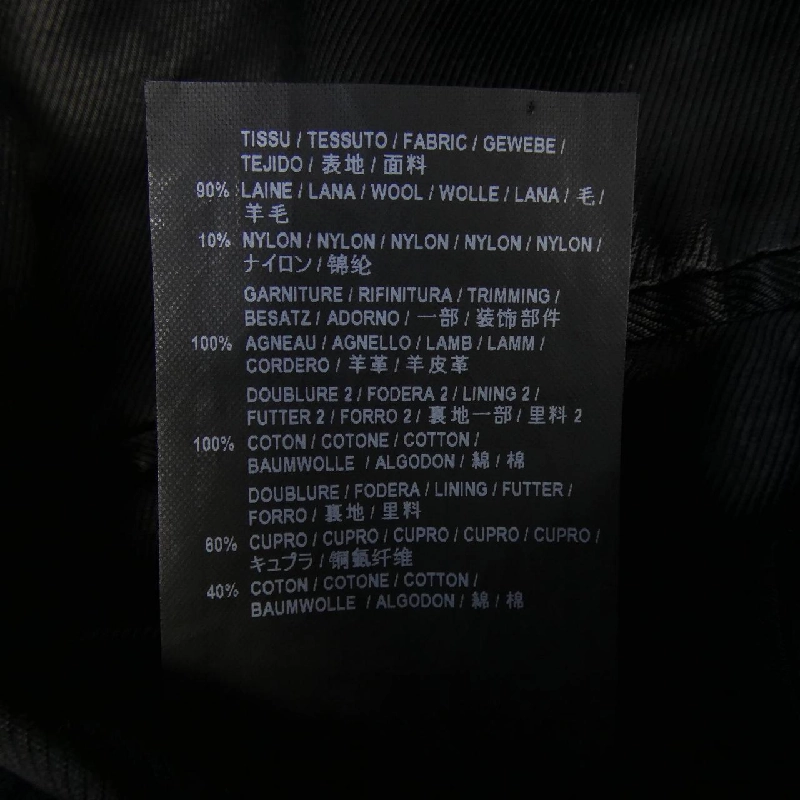 TISSU / TESSUTO / FABRIC / GEWEBE /
TEJIDO / 表地 / 面料
90% LAINE / LANA / WOOL / WOLLE / LANA / 毛 /
羊毛
10% NYLON / NYLON / NYLON / NYLON / NYLON /
ナイロン / 锦纶
GARNITURE / RIFINITURA / TRIMMING /
BESATZ / ADORNO / 一部 / 装饰部件
100% AGNEAU / AGNELLO / LAMB / LAMM /
CORDERO / 羊革 / 羊皮革
DOUBLURE 2 / FODERA 2 / LINING 2 /
FUTTER 2 / FORRO 2 / 裏地一部 / 里料 2
100% COTON / COTONE / COTTON /
BAUMWOLLE / ALGODON / 綿 / 棉
DOUBLURE / FODERA / LINING / FUTTER /
FORRO / 裏地 / 里料
60% CUPRO / CUPRO / CUPRO / CUPRO / CUPRO /
キュプラ / 铜氨纤维
40% COTON / COTONE / COTTON /
BAUMWOLLE / ALGODON / 綿 / 棉